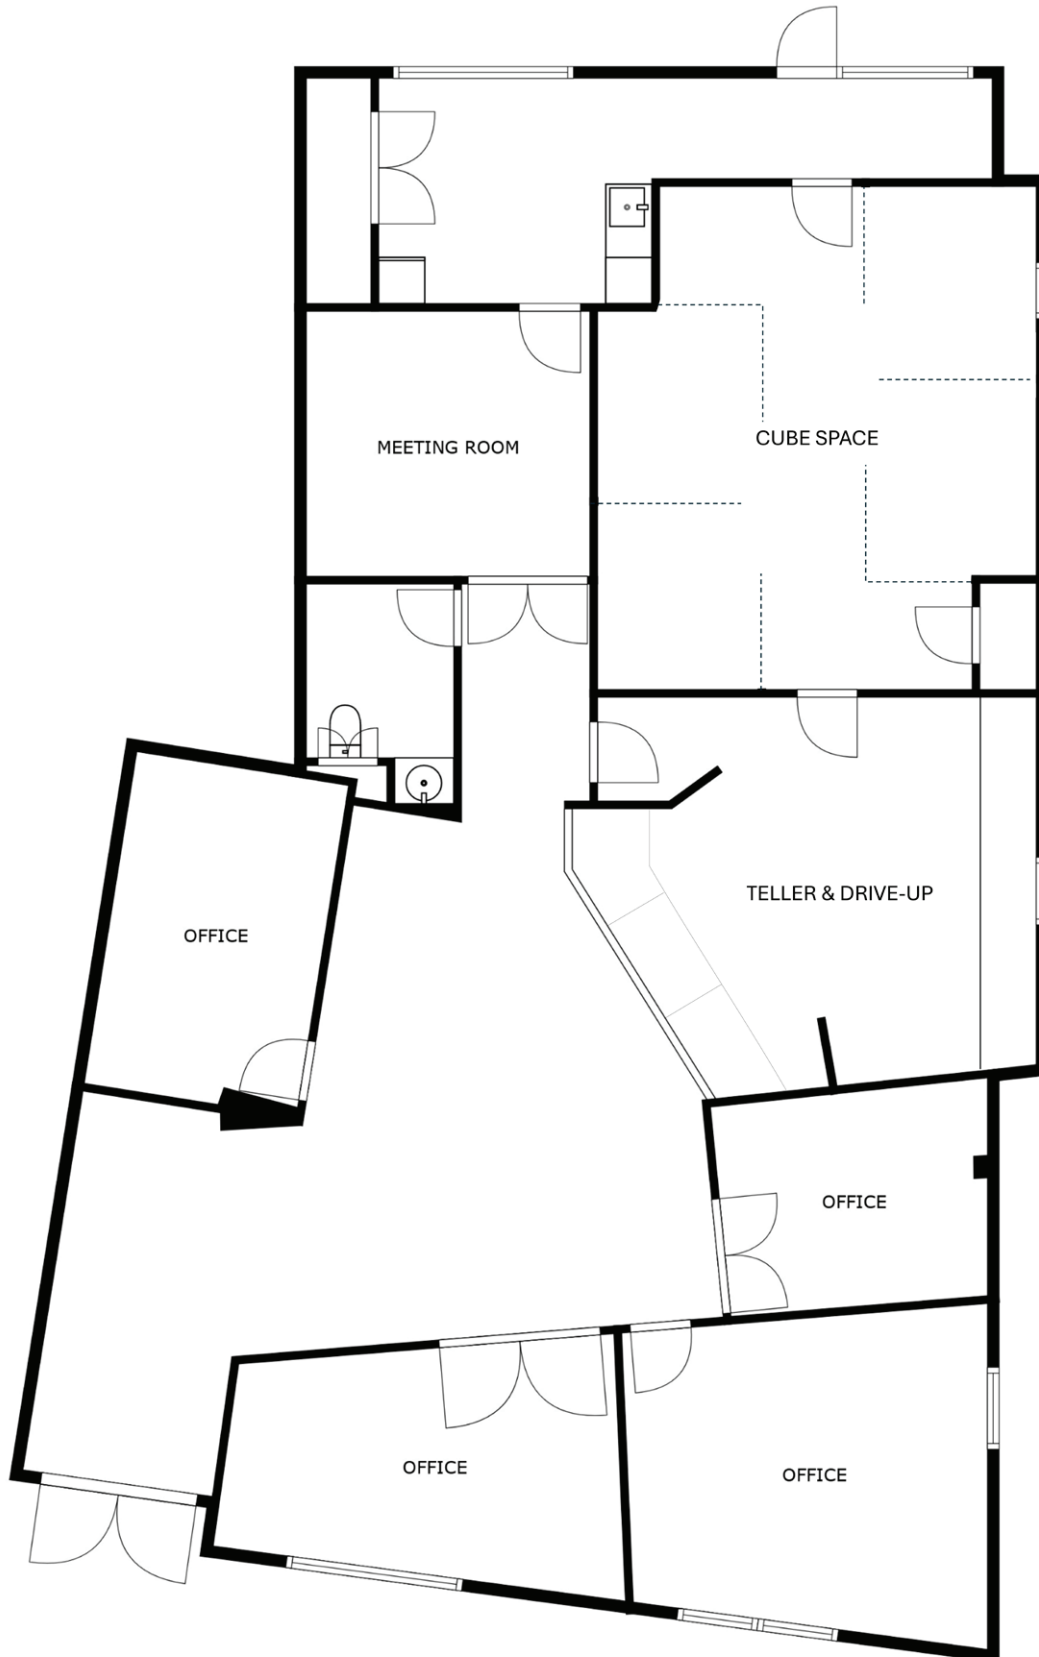 MEETING ROOM
CUBE SPACE
TELLER & DRIVE-UP
OFFICE
OFFICE
OFFICE
OFFICE